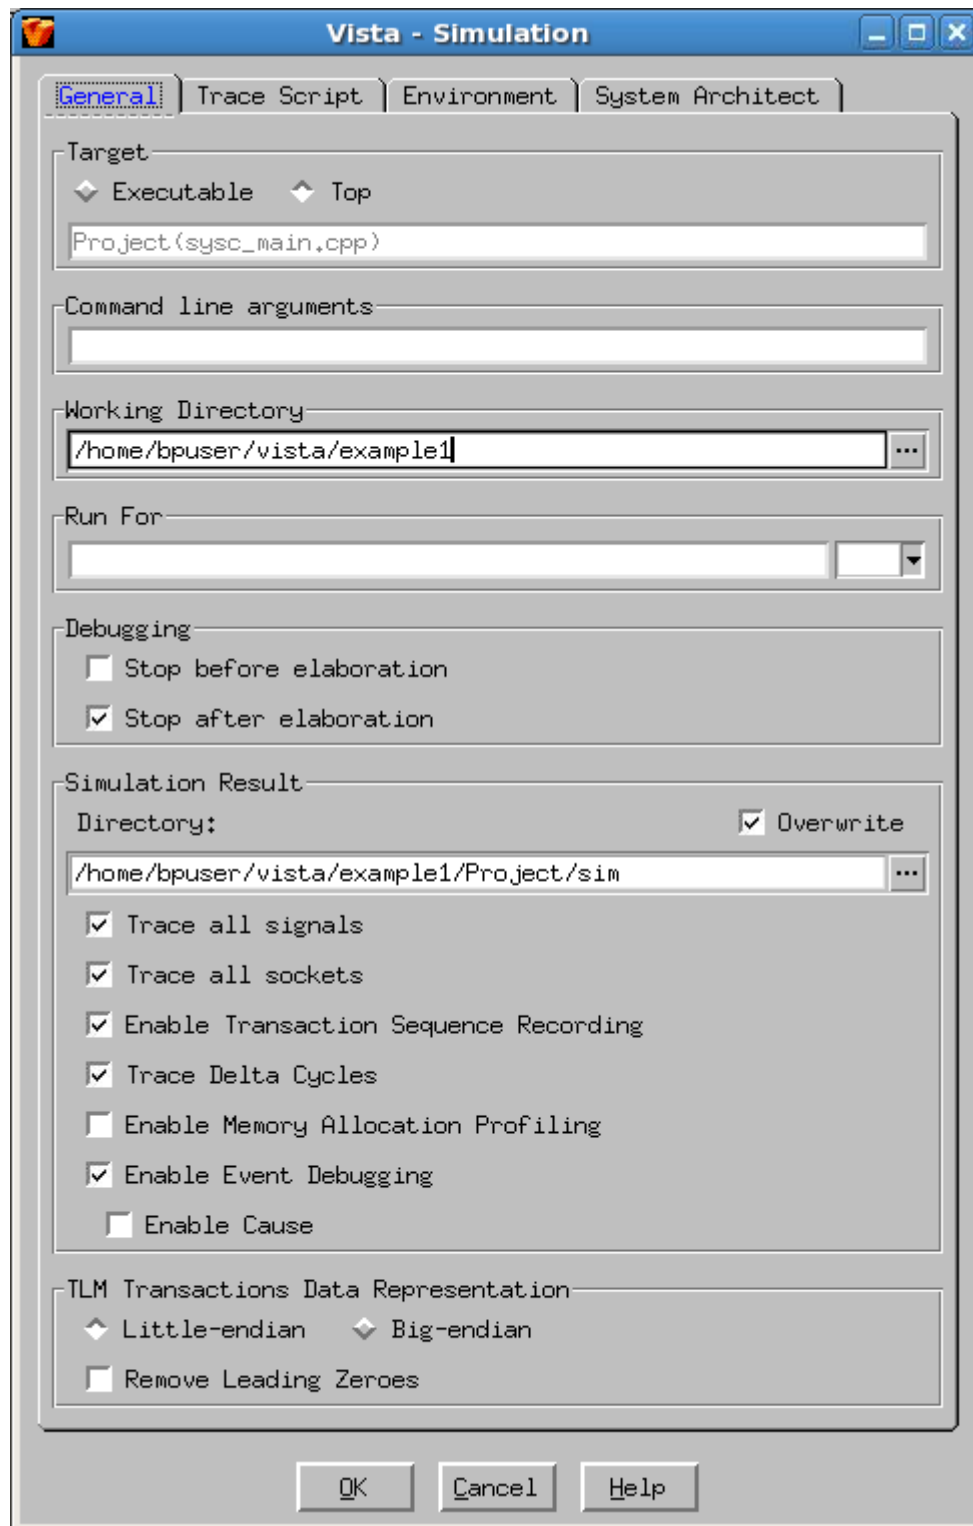 Vista - Simulation
General Trace Script Environment System Architect
Target
Executable Top
Project(sysc_main.cpp)
Command line arguments
Working Directory
/home/bpuser/vista/example1
...
Run For
Debugging
Stop before elaboration
Stop after elaboration
Simulation Result
Directory: Overwrite
/home/bpuser/vista/example1/Project/sim
...
Trace all signals
Trace all sockets
Enable Transaction Sequence Recording
Trace Delta Cycles
Enable Memory Allocation Profiling
Enable Event Debugging
Enable Cause
TLM Transactions Data Representation
Little-endian Big-endian
Remove Leading Zeroes
OK Cancel Help